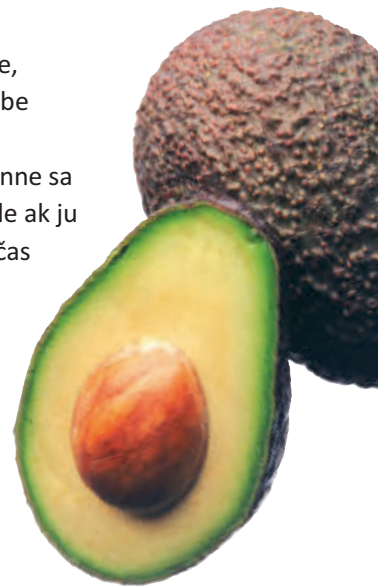 e,
be
nne sa
le ak ju
čas